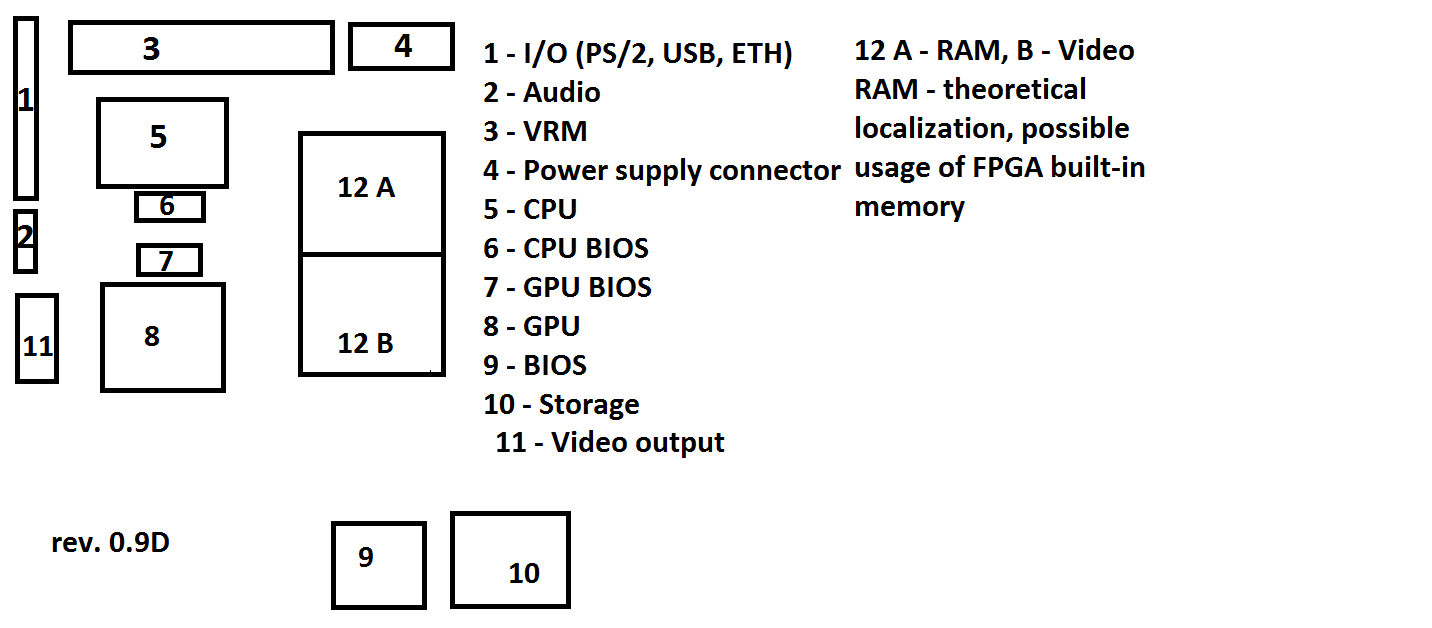 3
4
1
5
6
2
7
11
8
12 A
12 B
1 - I/O (PS/2, USB, ETH)
2 - Audio
3 - VRM
4 - Power supply connector
5 - CPU
6 - CPU BIOS
7 - GPU BIOS
8 - GPU
9 - BIOS
10 - Storage
11 - Video output
12 A - RAM, B - Video
RAM - theoretical
localization, possible
usage of FPGA built-in
memory
rev. 0.9D
9
10